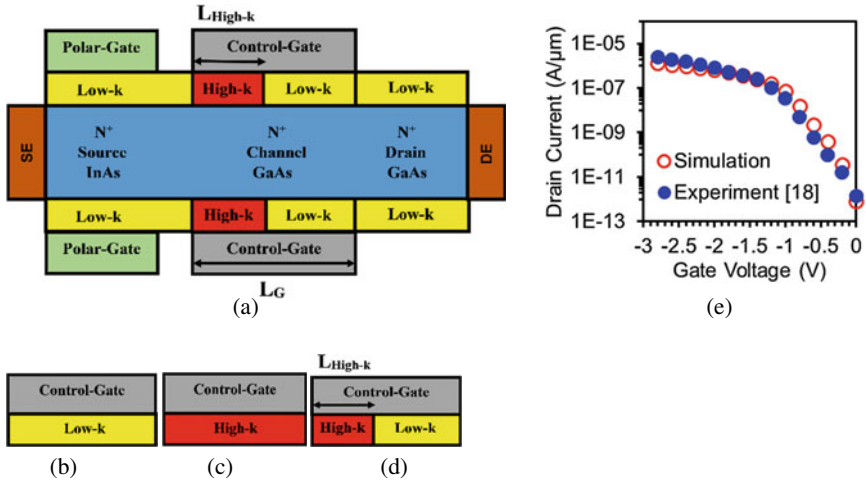 L_High-k
Polar-Gate
Control-Gate
Low-k
High-k
Low-k
Low-k
SE
N+
Source
InAs
N+
Channel
GaAs
N+
Drain
GaAs
DE
Low-k
High-k
Low-k
Low-k
Polar-Gate
Control-Gate
L_G
(a)
Drain Current (A/μm)
1E-05
1E-07
1E-09
1E-11
1E-13
Simulation
Experiment [18]
-3 -2.5 -2 -1.5 -1 -0.5 0
Gate Voltage (V)
(e)
Control-Gate
Low-k
(b)
Control-Gate
High-k
(c)
L_High-k
Control-Gate
High-k
Low-k
(d)